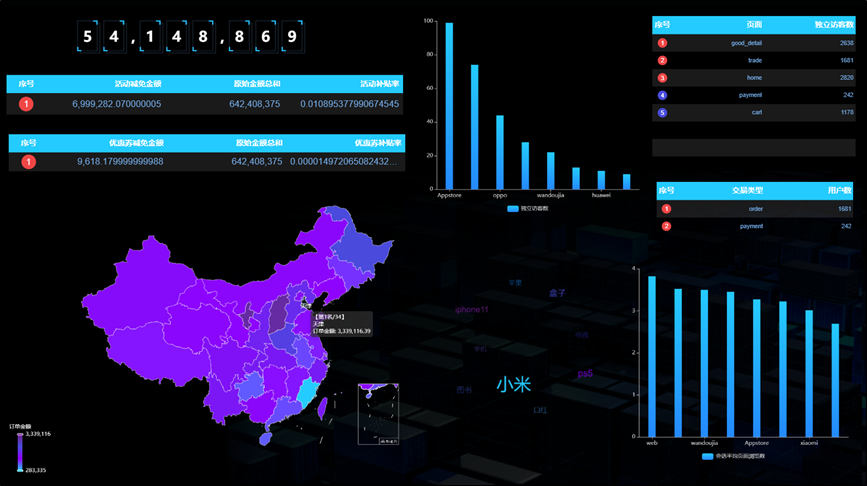 54,148,869
序号 活动减免金额 原始金额总和 活动补贴率
1 6,999,282.070000005 642,408,375 0.010895377990674545
序号 优惠券减免金额 原始金额总和 优惠券补贴率
1 9,618.179999999988 642,408,375 0.000014972065082432...
100
80
60
40
20
0
Appstore oppo wandoujia huawei
独立访客数
序号 页面 独立访客数
1 good_detail 2638
2 trade 1681
3 home 2820
4 payment 242
5 cart 1178
序号 交易类型 用户数
1 order 1681
2 payment 242
天津
【第1名/34】
天津
订单金额: 3,339,116.39
订单金额
3,339,116
283,335
南海诸岛
苹果
盒子
iphone11
ps5
小米
图书
口红
4
3
2
1
0
web wandoujia Appstore xiaomi
会话平均页面浏览数